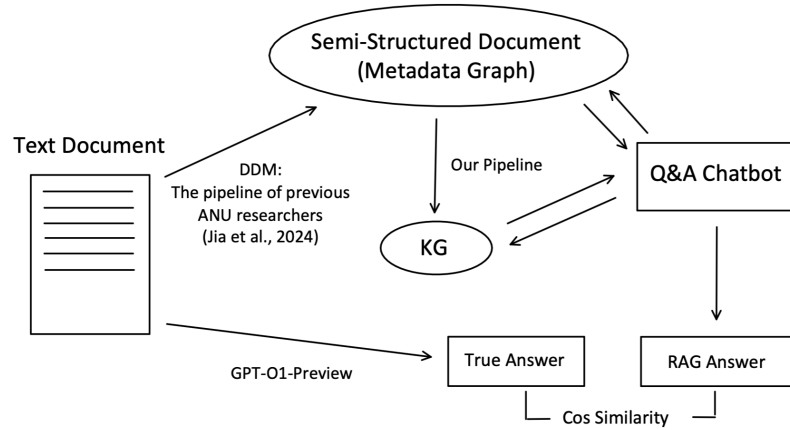 Semi-Structured Document
(Metadata Graph)
Text Document
DDM:
The pipeline of previous
ANU researchers
(Jia et al., 2024)
Our Pipeline
Q&A Chatbot
KG
GPT-O1-Preview
True Answer
RAG Answer
Cos Similarity